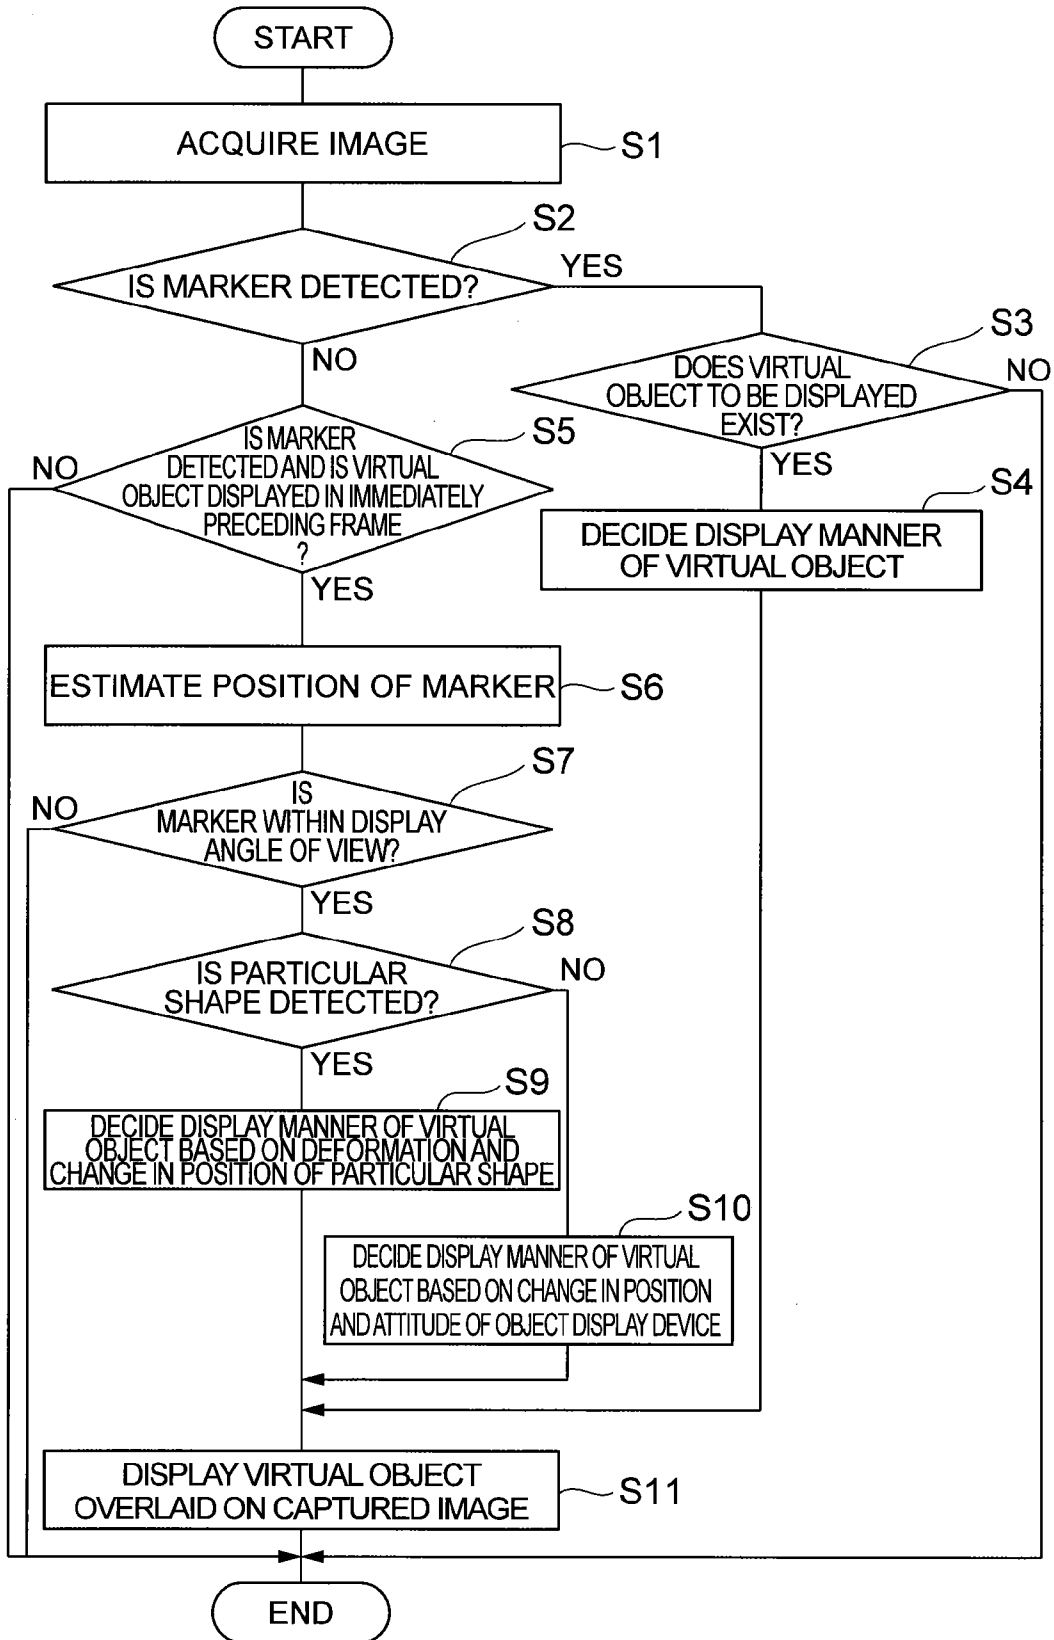 START
ACQUIRE IMAGE
S1
S2
IS MARKER DETECTED?
YES
NO
S3
DOES VIRTUAL
OBJECT TO BE DISPLAYED
EXIST?
NO
YES
S5
IS MARKER
DETECTED AND IS VIRTUAL
OBJECT DISPLAYED IN IMMEDIATELY
PRECEDING FRAME
?
NO
YES
S4
DECIDE DISPLAY MANNER
OF VIRTUAL OBJECT
ESTIMATE POSITION OF MARKER
S6
S7
IS
MARKER WITHIN DISPLAY
ANGLE OF VIEW?
NO
YES
S8
IS PARTICULAR
SHAPE DETECTED?
NO
YES
S9
DECIDE DISPLAY MANNER OF VIRTUAL
OBJECT BASED ON DEFORMATION AND
CHANGE IN POSITION OF PARTICULAR SHAPE
S10
DECIDE DISPLAY MANNER OF VIRTUAL
OBJECT BASED ON CHANGE IN POSITION
AND ATTITUDE OF OBJECT DISPLAY DEVICE
DISPLAY VIRTUAL OBJECT
OVERLAID ON CAPTURED IMAGE
S11
END